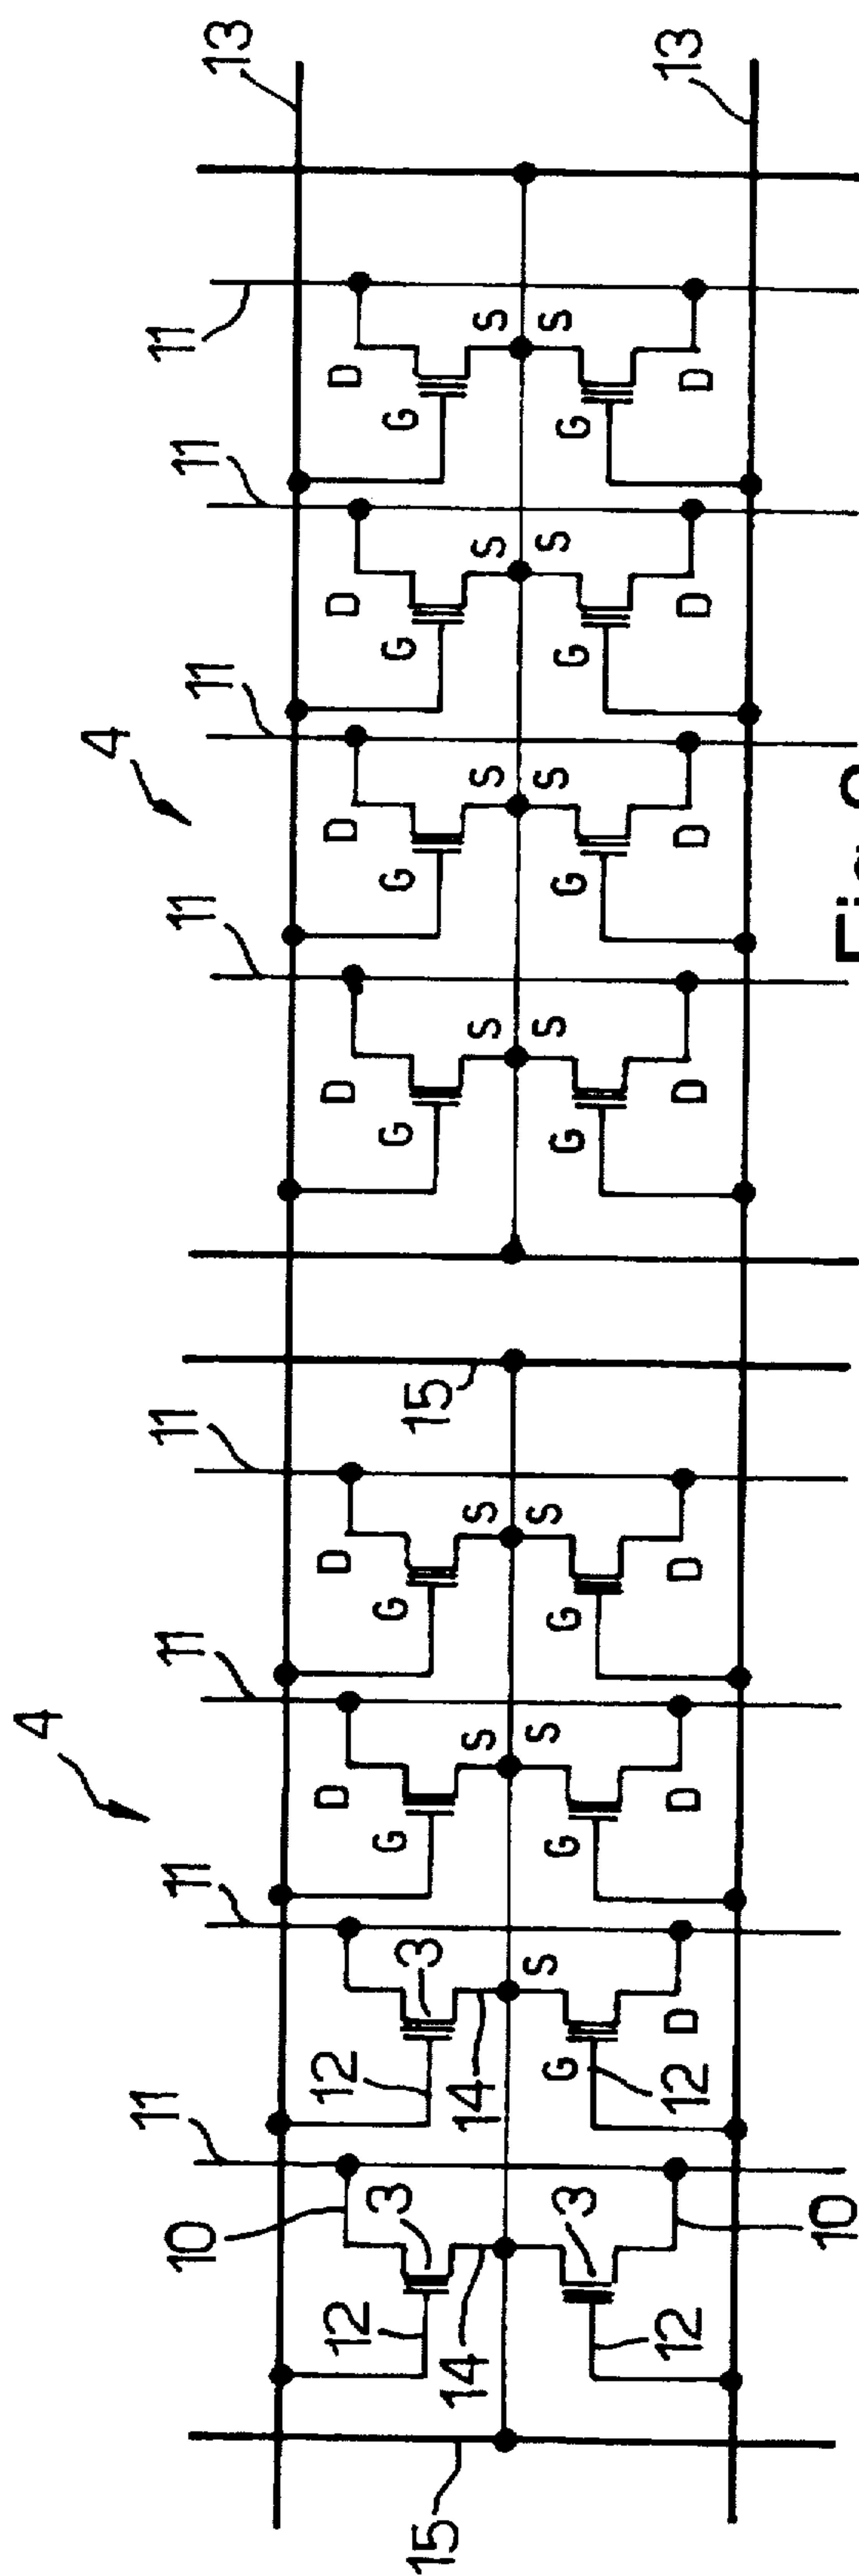 4 4
11 11 11 11 11 11 11 11
10 13
12 12 D D D D D D
3 3 G G G G G G
15 15
14 14 S S S S S S
S S S S S S S
3 G G G G G G G
12 12 D D D D D D D
13
10
Fig.